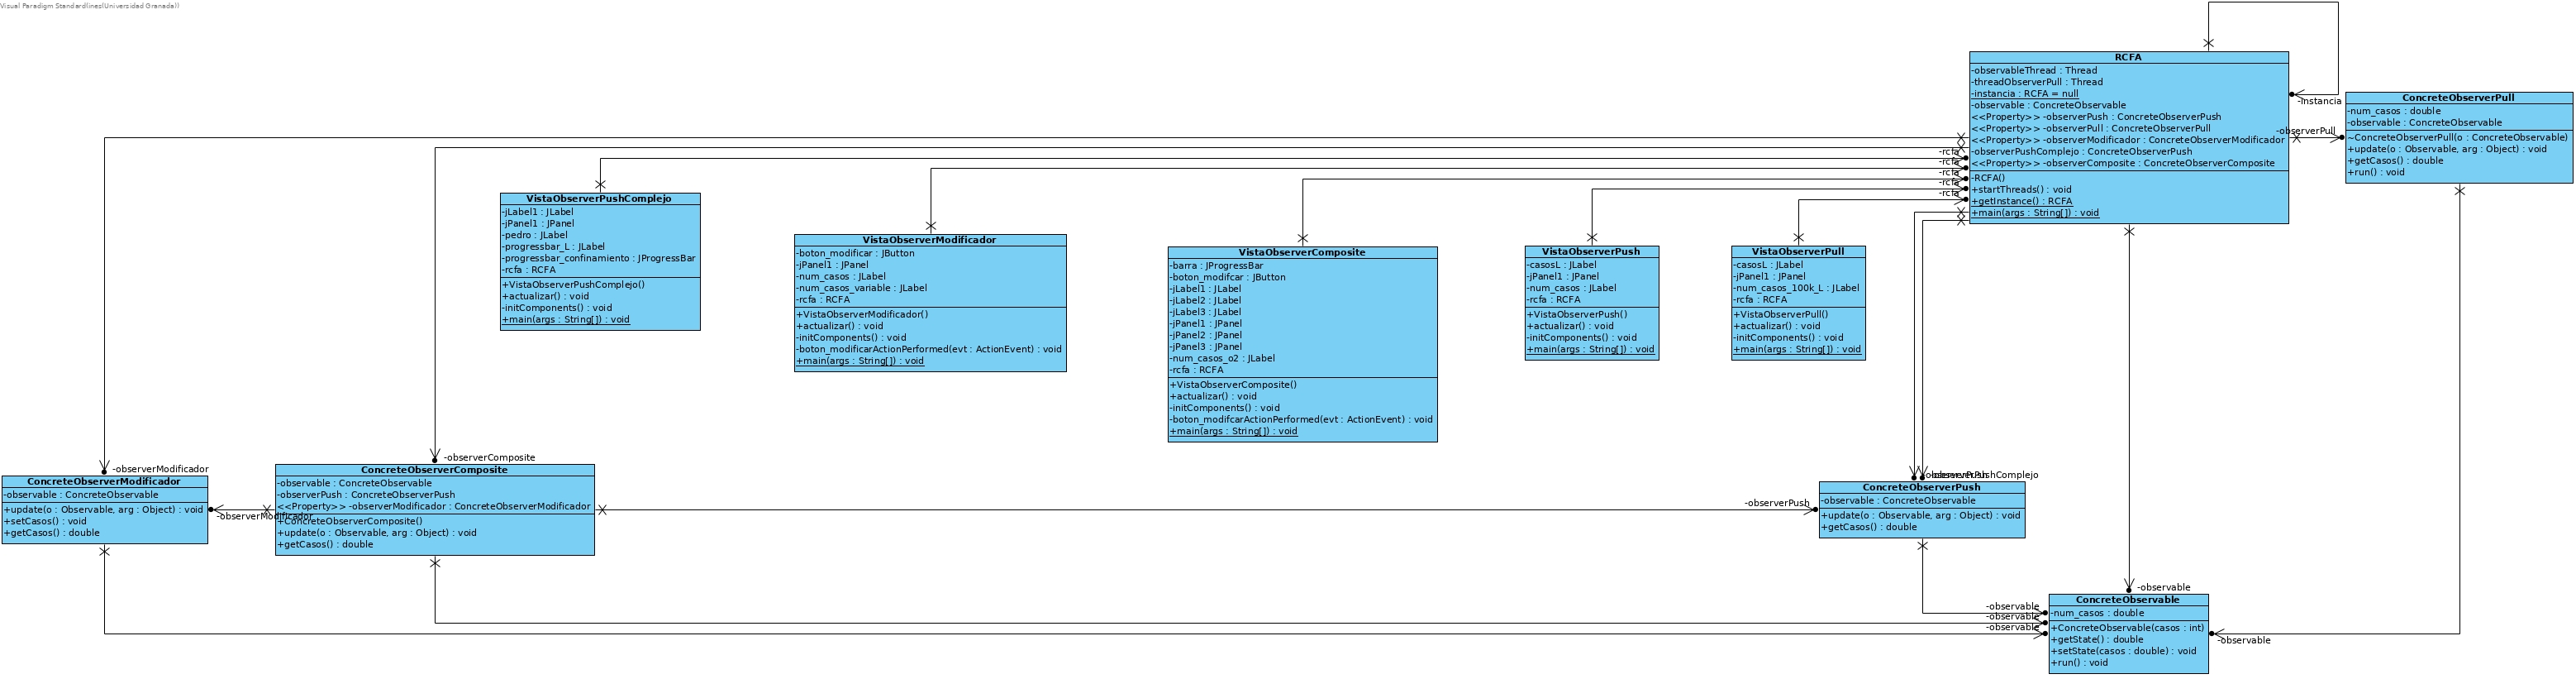 Visual Paradigm Standard(ines(Universidad Granada))
RCFA
-observableThread : Thread
-threadObserverPull : Thread
-instancia : RCFA = null
-observable : ConcreteObservable
<<Property>> -observerPush : ConcreteObserverPush
<<Property>> -observerPull : ConcreteObserverPull
<<Property>> -observerModificador : ConcreteObserverModificador
-observerPushComplejo : ConcreteObserverPush
<<Property>> -observerComposite : ConcreteObserverComposite
-RCFA()
+startThreads() : void
+getInstance() : RCFA
+main(args : String[]) : void
-instancia
-observerPull
ConcreteObserverPull
-num_casos : double
-observable : ConcreteObservable
~ConcreteObserverPull(o : ConcreteObservable)
+update(o : Observable, arg : Object) : void
+getCasos() : double
+run() : void
-rcfa
-rcfa
-rcfa
-rcfa
-rcfa
VistaObserverPushComplejo
-jLabel1 : JLabel
-jPanel1 : JPanel
-pedro : JLabel
-progressbar_L : JLabel
-progressbar_confinamiento : JProgressBar
-rcfa : RCFA
+VistaObserverPushComplejo()
+actualizar() : void
-initComponents() : void
+main(args : String[]) : void
VistaObserverModificador
-boton_modificar : JButton
-jPanel1 : JPanel
-num_casos : JLabel
-num_casos_variable : JLabel
-rcfa : RCFA
+VistaObserverModificador()
+actualizar() : void
-initComponents() : void
-boton_modificarActionPerformed(evt : ActionEvent) : void
+main(args : String[]) : void
VistaObserverComposite
-barra : JProgressBar
-boton_modifcar : JButton
-jLabel1 : JLabel
-jLabel2 : JLabel
-jLabel3 : JLabel
-jPanel1 : JPanel
-jPanel2 : JPanel
-jPanel3 : JPanel
-num_casos_o2 : JLabel
-rcfa : RCFA
+VistaObserverComposite()
+actualizar() : void
-initComponents() : void
-boton_modifcarActionPerformed(evt : ActionEvent) : void
+main(args : String[]) : void
VistaObserverPush
-casosL : JLabel
-jPanel1 : JPanel
-num_casos : JLabel
-rcfa : RCFA
+VistaObserverPush()
+actualizar() : void
-initComponents() : void
+main(args : String[]) : void
VistaObserverPull
-casosL : JLabel
-jPanel1 : JPanel
-num_casos_100k_L : JLabel
-rcfa : RCFA
+VistaObserverPull()
+actualizar() : void
-initComponents() : void
+main(args : String[]) : void
-observerModificador
ConcreteObserverModificador
-observable : ConcreteObservable
+update(o : Observable, arg : Object) : void
+setCasos() : void
+getCasos() : double
-observerModificador
-observerComposite
ConcreteObserverComposite
-observable : ConcreteObservable
-observerPush : ConcreteObserverPush
<<Property>> -observerModificador : ConcreteObserverModificador
+ConcreteObserverComposite()
+update(o : Observable, arg : Object) : void
+getCasos() : double
-observerPush
-observerPush
-observerPushComplejo
ConcreteObserverPush
-observable : ConcreteObservable
+update(o : Observable, arg : Object) : void
+getCasos() : double
-observable
-observable
-observable
-observable
-observable
ConcreteObservable
-num_casos : double
+ConcreteObservable(casos : int)
+getState() : double
+setState(casos : double) : void
+run() : void